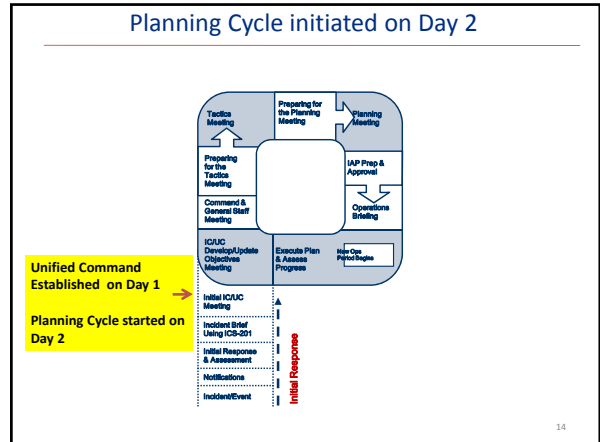 Planning Cycle initiated on Day 2
Tactics
Meeting
Preparing for
the Planning
Meeting
Planning
Meeting
Preparing
for the
Tactics
Meeting
IAP Prep &
Approval
Command &
General Staff
Meeting
Operations
Briefing
IC/UC
Develop/Update
Objectives
Meeting
Execute Plan
& Assess
Progress
New Ops
Period Begins
Unified Command
Established on Day 1
Planning Cycle started on
Day 2
Initial IC/UC
Meeting
Incident Brief
Using ICS-201
Initial Response
& Assessment
Notifications
Incident/Event
Initial Response
14